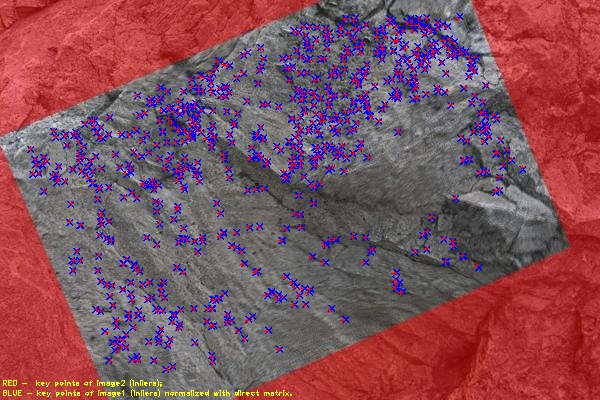 RED - key points of image2 (inliers);
BLUE - key points of image1 (inliers) normalized with direct matrix.